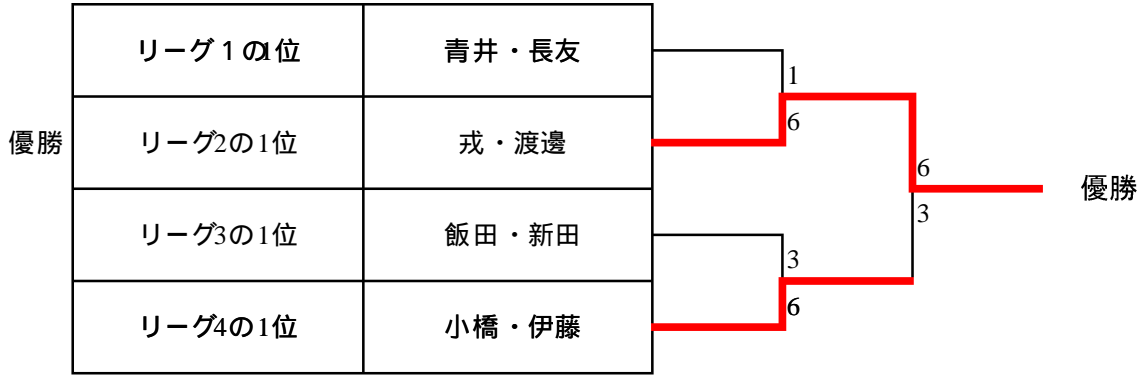 リーグ1の1位 青井・長友
1
優勝 リーグ2の1位 戎・渡邊
6
6
優勝
3
リーグ3の1位 飯田・新田
3
リーグ4の1位 小橋・伊藤
6